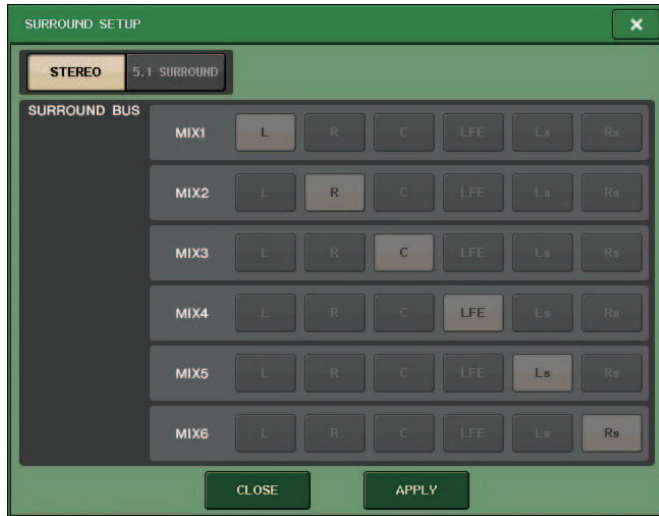 SURROUND SETUP ×
STEREO 5.1 SURROUND
SURROUND BUS
MIX1 L R C LFE Ls Rs
MIX2 L R C LFE Ls Rs
MIX3 L R C LFE Ls Rs
MIX4 L R C LFE Ls Rs
MIX5 L R C LFE Ls Rs
MIX6 L R C LFE Ls Rs
CLOSE APPLY